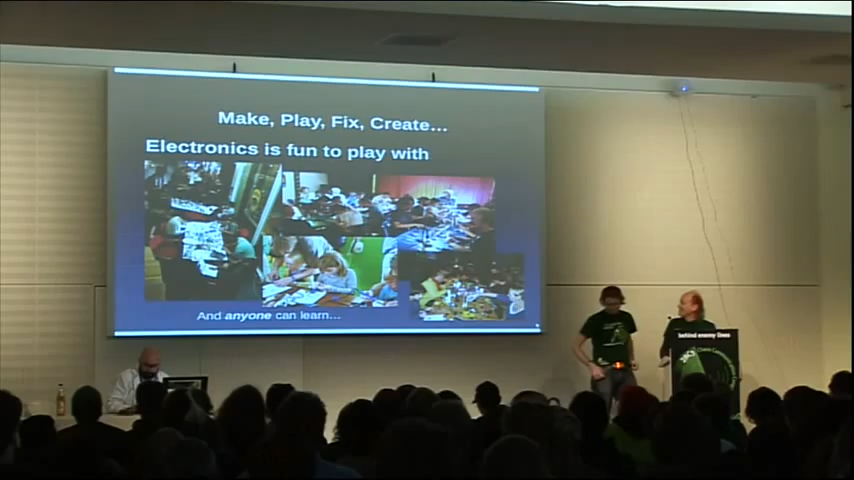 Make, Play, Fix, Create...
Electronics is fun to play with
And anyone can learn...
behind enemy lines